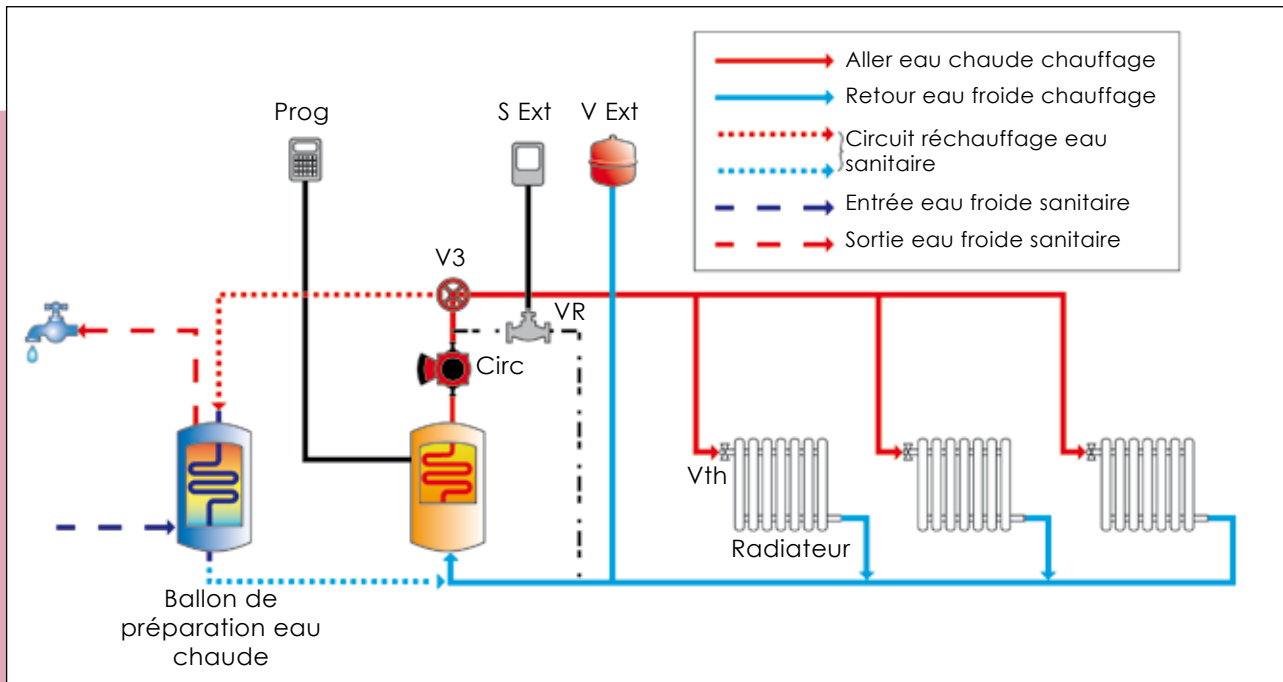 Aller eau chaude chauffage
Retour eau froide chauffage
Circuit réchauffage eau
sanitaire
Entrée eau froide sanitaire
Sortie eau froide sanitaire
Prog
S Ext
V Ext
V3
VR
Circ
Vth
Radiateur
Ballon de
préparation eau
chaude